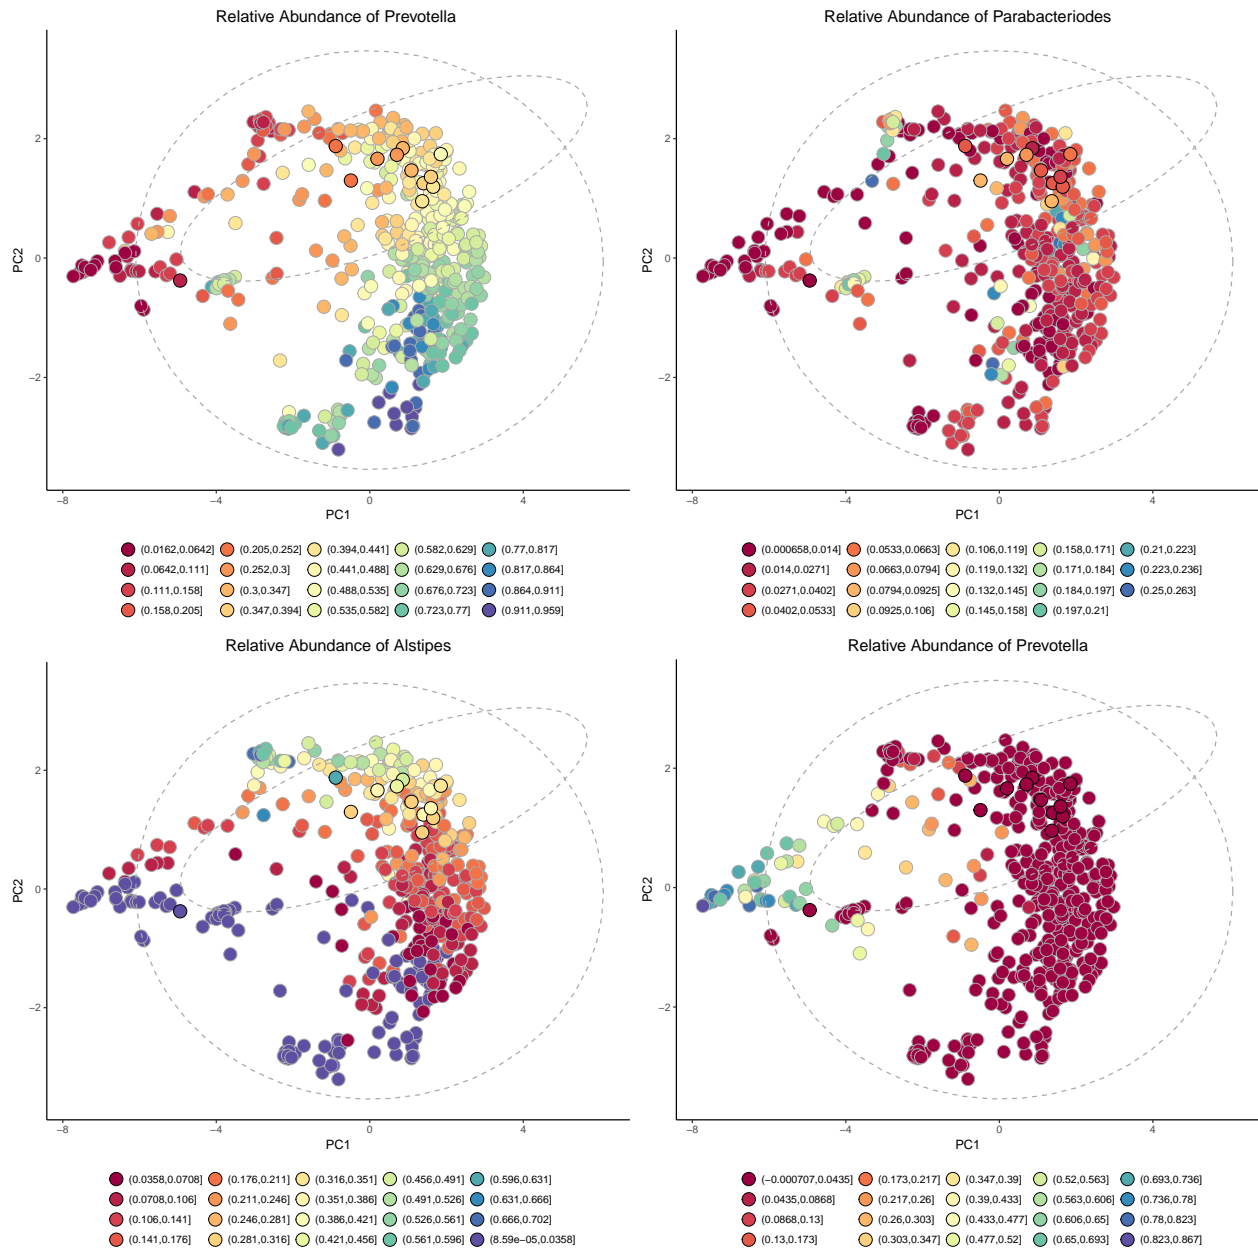 Relative Abundance of Prevotella
PC2
2
0
−2
−8
−4
0
4
PC1
(0.0162,0.0642] (0.205,0.252] (0.394,0.441] (0.582,0.629] (0.77,0.817]
(0.0642,0.111] (0.252,0.3] (0.441,0.488] (0.629,0.676] (0.817,0.864]
(0.111,0.158] (0.3,0.347] (0.488,0.535] (0.676,0.723] (0.864,0.911]
(0.158,0.205] (0.347,0.394] (0.535,0.582] (0.723,0.77] (0.911,0.959]
Relative Abundance of Parabacteriodes
PC2
2
0
−2
−8
−4
0
4
PC1
(0.000658,0.014] (0.0533,0.0663] (0.106,0.119] (0.158,0.171] (0.21,0.223]
(0.014,0.0271] (0.0663,0.0794] (0.119,0.132] (0.171,0.184] (0.223,0.236]
(0.0271,0.0402] (0.0794,0.0925] (0.132,0.145] (0.184,0.197] (0.25,0.263]
(0.0402,0.0533] (0.0925,0.106] (0.145,0.158] (0.197,0.21]
Relative Abundance of Alstipes
PC2
2
0
−2
−8
−4
0
4
PC1
(0.0358,0.0708] (0.176,0.211] (0.316,0.351] (0.456,0.491] (0.596,0.631]
(0.0708,0.106] (0.211,0.246] (0.351,0.386] (0.491,0.526] (0.631,0.666]
(0.106,0.141] (0.246,0.281] (0.386,0.421] (0.526,0.561] (0.666,0.702]
(0.141,0.176] (0.281,0.316] (0.421,0.456] (0.561,0.596] (8.59e−05,0.0358]
Relative Abundance of Prevotella
PC2
2
0
−2
−8
−4
0
4
PC1
(−0.000707,0.0435] (0.173,0.217] (0.347,0.39] (0.52,0.563] (0.693,0.736]
(0.0435,0.0868] (0.217,0.26] (0.39,0.433] (0.563,0.606] (0.736,0.78]
(0.0868,0.13] (0.26,0.303] (0.433,0.477] (0.606,0.65] (0.78,0.823]
(0.13,0.173] (0.303,0.347] (0.477,0.52] (0.65,0.693] (0.823,0.867]